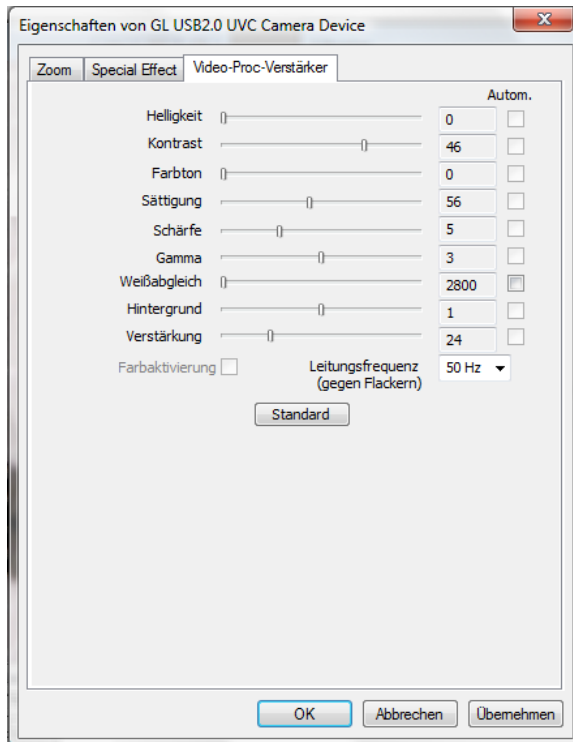 Eigenschaften von GL USB2.0 UVC Camera Device
Zoom Special Effect Video-Proc-Verstärker
Autom.
Helligkeit 0
Kontrast 46
Farbton 0
Sättigung 56
Schärfe 5
Gamma 3
Weißabgleich 2800
Hintergrund 1
Verstärkung 24
Farbaktivierung Leitungsfrequenz 50 Hz
(gegen Flackern)
Standard
OK Abbrechen Übernehmen